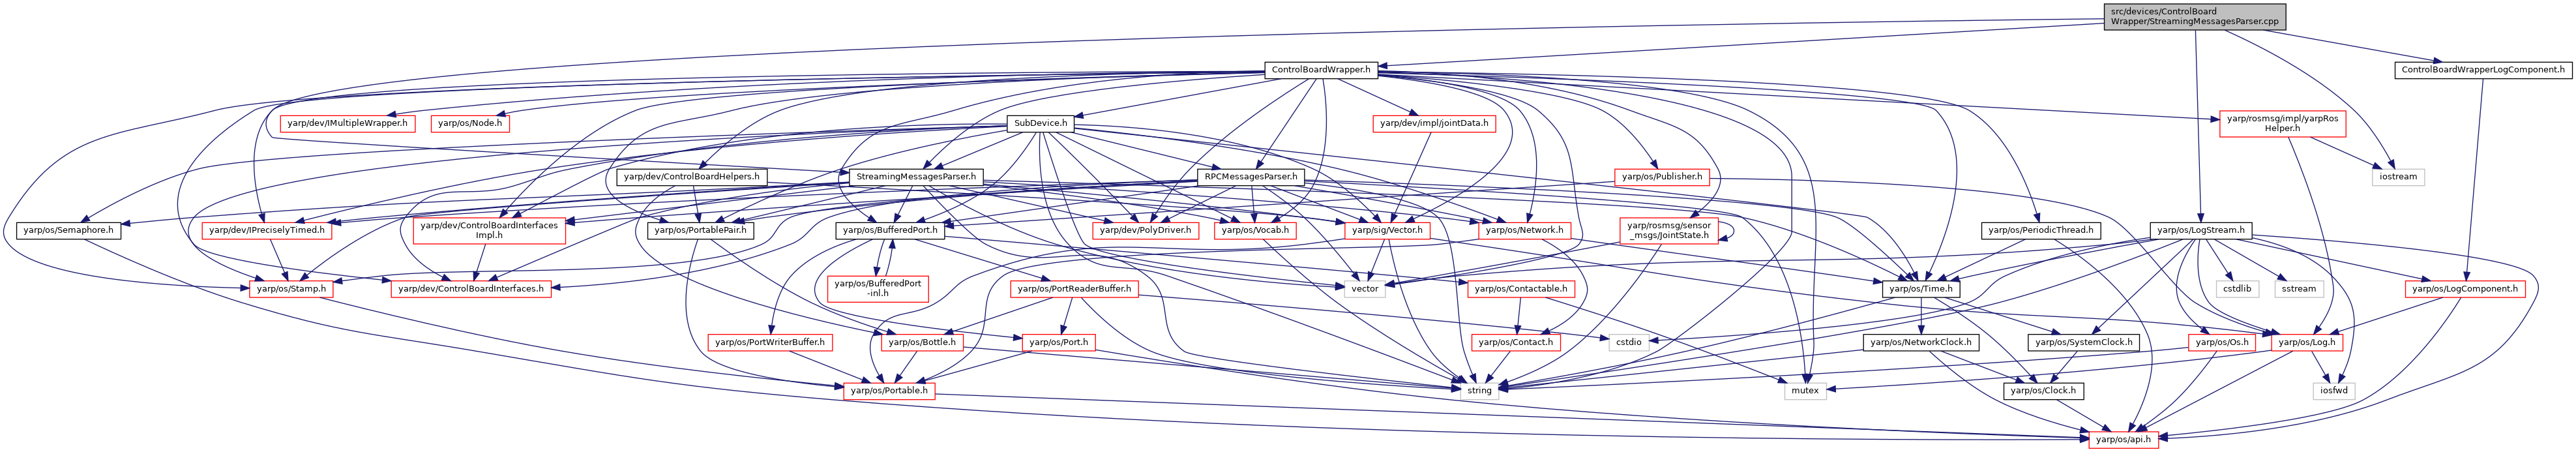 src/devices/ControlBoard
Wrapper/StreamingMessagesParser.cpp
ControlBoardWrapper.h
ControlBoardWrapperLogComponent.h
yarp/dev/IMultipleWrapper.h
yarp/os/Node.h
SubDevice.h
yarp/dev/impl/jointData.h
yarp/rosmsg/impl/yarpRos
Helper.h
yarp/dev/ControlBoardHelpers.h
StreamingMessagesParser.h
RPCMessagesParser.h
yarp/os/Publisher.h
iostream
yarp/os/Semaphore.h
yarp/dev/IPreciselyTimed.h
yarp/dev/ControlBoardInterfaces
Impl.h
yarp/os/PortablePair.h
yarp/os/BufferedPort.h
yarp/dev/PolyDriver.h
yarp/os/Vocab.h
yarp/sig/Vector.h
yarp/os/Network.h
yarp/rosmsg/sensor
_msgs/JointState.h
yarp/os/PeriodicThread.h
yarp/os/LogStream.h
yarp/os/Stamp.h
yarp/dev/ControlBoardInterfaces.h
yarp/os/BufferedPort
-inl.h
yarp/os/PortReaderBuffer.h
vector
yarp/os/Contactable.h
yarp/os/Time.h
cstdlib
sstream
yarp/os/LogComponent.h
yarp/os/PortWriterBuffer.h
yarp/os/Bottle.h
yarp/os/Port.h
cstdio
yarp/os/Contact.h
yarp/os/NetworkClock.h
yarp/os/SystemClock.h
yarp/os/Os.h
yarp/os/Log.h
yarp/os/Portable.h
string
mutex
yarp/os/Clock.h
iosfwd
yarp/os/api.h